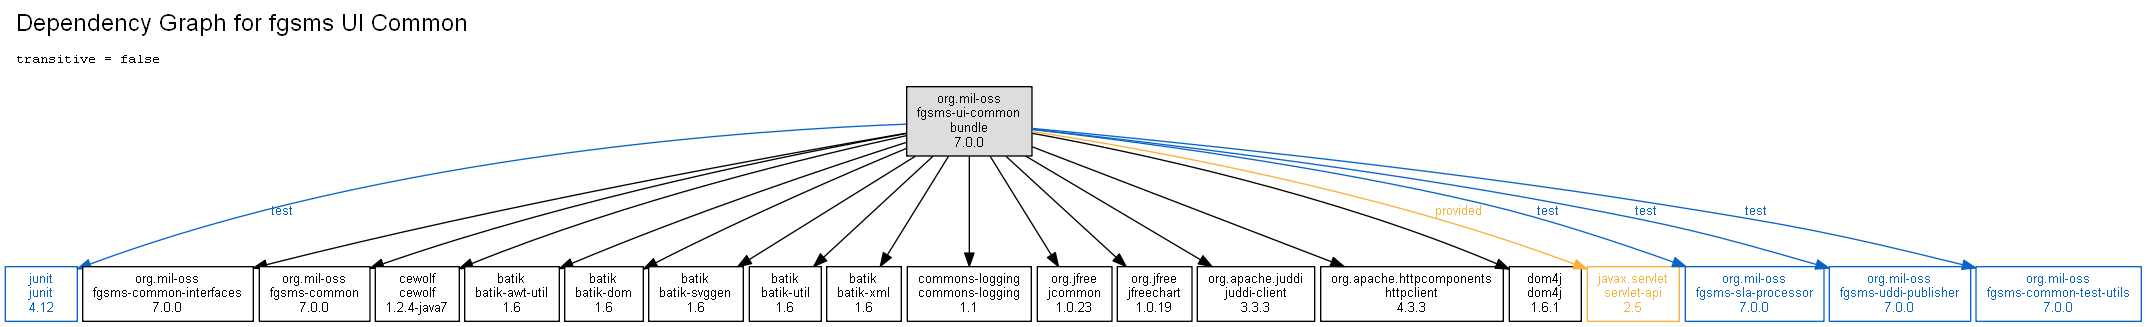 Dependency Graph for fgsms UI Common
transitive = false
org.mil-oss
fgsms-ui-common
bundle
7.0.0
test
provided
test
test
test
junit
junit
4.12
org.mil-oss
fgsms-common-interfaces
7.0.0
org.mil-oss
fgsms-common
7.0.0
cewolf
cewolf
1.2.4-java7
batik
batik-awt-util
1.6
batik
batik-dom
1.6
batik
batik-svggen
1.6
batik
batik-util
1.6
batik
batik-xml
1.6
commons-logging
commons-logging
1.1
org.jfree
jcommon
1.0.23
org.jfree
jfreechart
1.0.19
org.apache.juddi
juddi-client
3.3.3
org.apache.httpcomponents
httpclient
4.3.3
dom4j
dom4j
1.6.1
javax.servlet
servlet-api
2.5
org.mil-oss
fgsms-sla-processor
7.0.0
org.mil-oss
fgsms-uddi-publisher
7.0.0
org.mil-oss
fgsms-common-test-utils
7.0.0